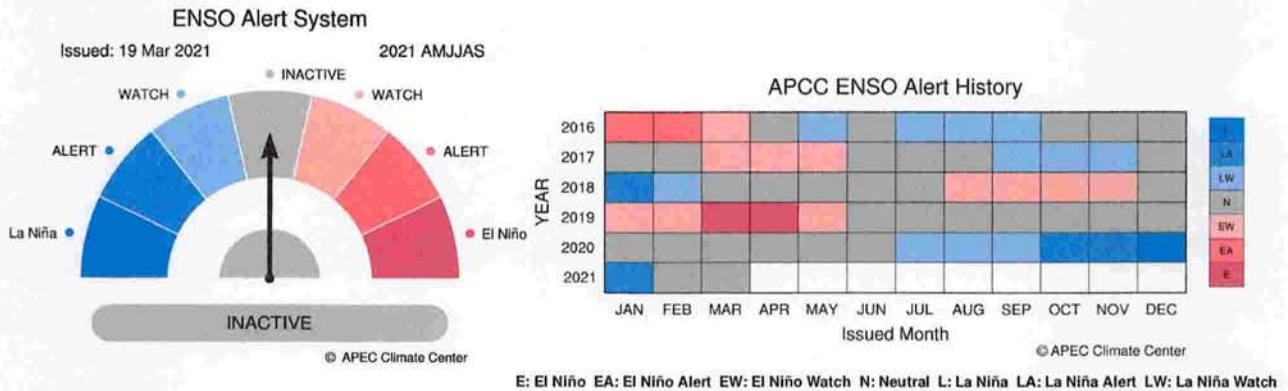 ENSO Alert System
Issued: 19 Mar 2021
2021 AMJJAS
INACTIVE
WATCH
WATCH
ALERT
ALERT
La Niña
El Niño
INACTIVE
© APEC Climate Center
APCC ENSO Alert History
YEAR
2016
2017
2018
2019
2020
2021
JAN FEB MAR APR MAY JUN JUL AUG SEP OCT NOV DEC
Issued Month
L
LA
LW
N
EW
EA
E
© APEC Climate Center
E: El Niño EA: El Niño Alert EW: El Niño Watch N: Neutral L: La Niña LA: La Niña Alert LW: La Niña Watch